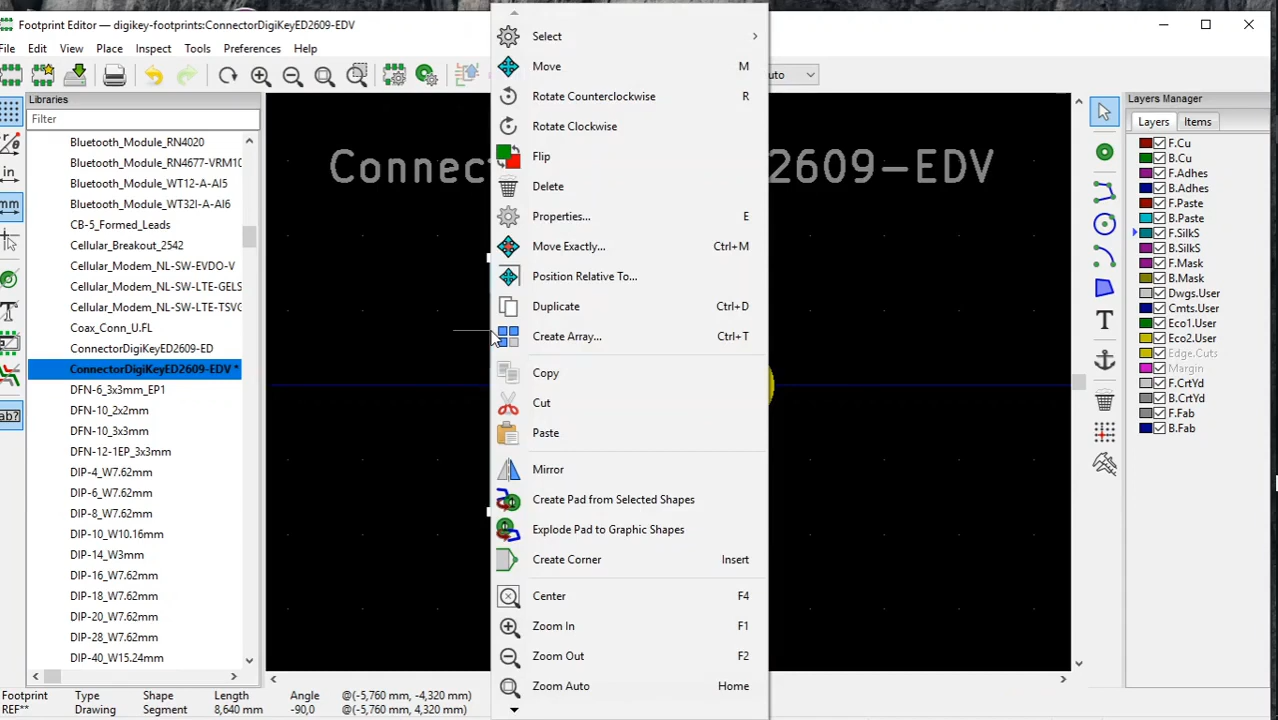 Footprint Editor — digikey-footprints:ConnectorDigiKeyED2609-EDV
File Edit View Place Inspect Tools Preferences Help
Auto
Libraries
Filter
Bluetooth_Module_RN4020
Bluetooth_Module_RN4677-VRM10
Bluetooth_Module_WT12-A-AI5
Bluetooth_Module_WT32I-A-AI6
CB-5_Formed_Leads
Cellular_Breakout_2542
Cellular_Modem_NL-SW-EVDO-V
Cellular_Modem_NL-SW-LTE-GELS
Cellular_Modem_NL-SW-LTE-TSVG
Coax_Conn_U.FL
ConnectorDigiKeyED2609-ED
ConnectorDigiKeyED2609-EDV *
DFN-6_3x3mm_EP1
DFN-10_2x2mm
DFN-10_3x3mm
DFN-12-1EP_3x3mm
DIP-4_W7.62mm
DIP-6_W7.62mm
DIP-8_W7.62mm
DIP-10_W10.16mm
DIP-14_W3mm
DIP-16_W7.62mm
DIP-18_W7.62mm
DIP-20_W7.62mm
DIP-28_W7.62mm
DIP-40_W15.24mm
in
mm
T
ab?
Connec
2609-EDV
Select
Move M
Rotate Counterclockwise R
Rotate Clockwise
Flip
Delete
Properties... E
Move Exactly... Ctrl+M
Position Relative To...
Duplicate Ctrl+D
Create Array... Ctrl+T
Copy
Cut
Paste
Mirror
Create Pad from Selected Shapes
Explode Pad to Graphic Shapes
Create Corner Insert
Center F4
Zoom In F1
Zoom Out F2
Zoom Auto Home
T
Layers Manager
Layers Items
F.Cu
B.Cu
F.Adhes
B.Adhes
F.Paste
B.Paste
F.SilkS
B.SilkS
F.Mask
B.Mask
Dwgs.User
Cmts.User
Eco1.User
Eco2.User
Edge.Cuts
Margin
F.CrtYd
B.CrtYd
F.Fab
B.Fab
Footprint Type Shape Length Angle @(-5,760 mm, -4,320 mm)
REF** Drawing Segment 8,640 mm -90,0 @(-5,760 mm, 4,320 mm)